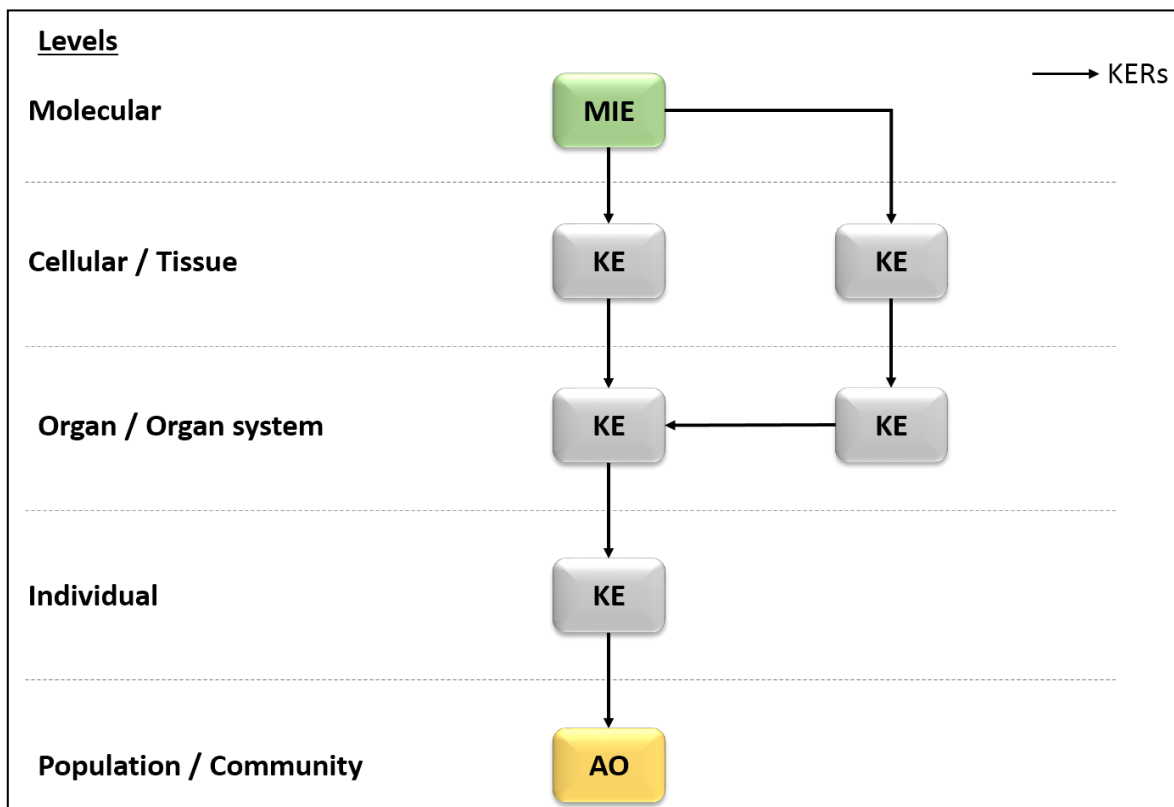 Levels
KERs
Molecular
MIE
Cellular / Tissue
KE
KE
Organ / Organ system
KE
KE
Individual
KE
Population / Community
AO